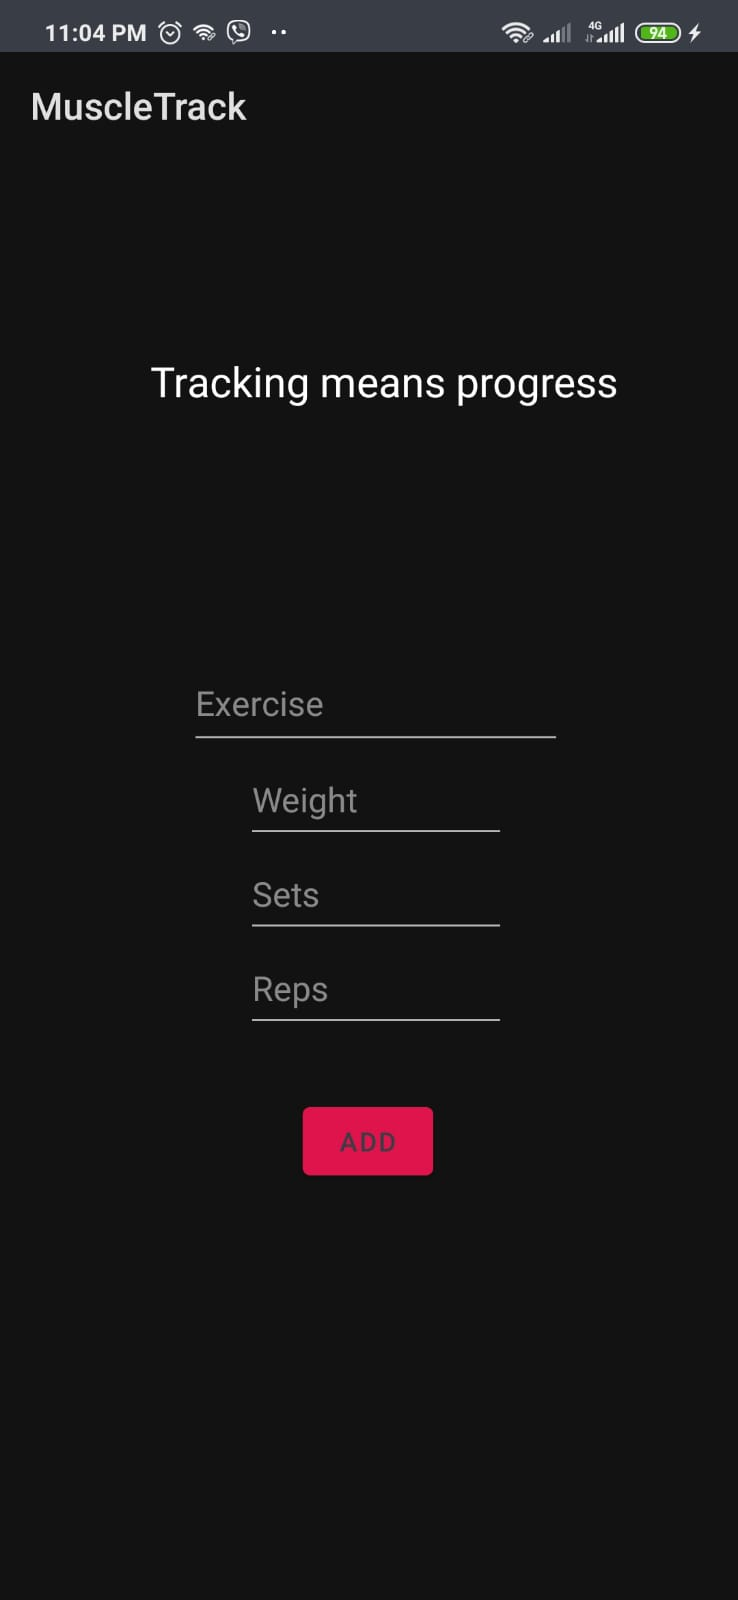 11:04 PM 4G 94
MuscleTrack
Tracking means progress
Exercise
Weight
Sets
Reps
ADD